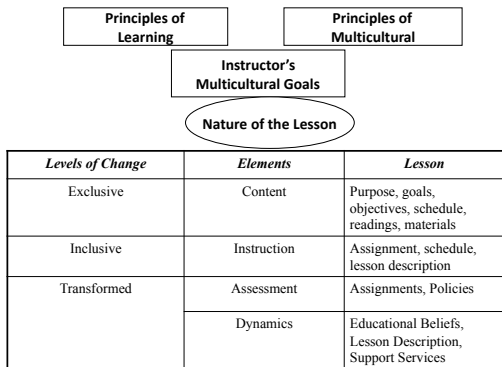 Principles of Learning
Principles of Multicultural
Instructor's
Multicultural Goals
Nature of the Lesson
Levels of Change Elements Lesson
Exclusive Content Purpose, goals,
objectives, schedule,
readings, materials
Inclusive Instruction Assignment, schedule,
lesson description
Transformed Assessment Assignments, Policies
Dynamics Educational Beliefs,
Lesson Description,
Support Services